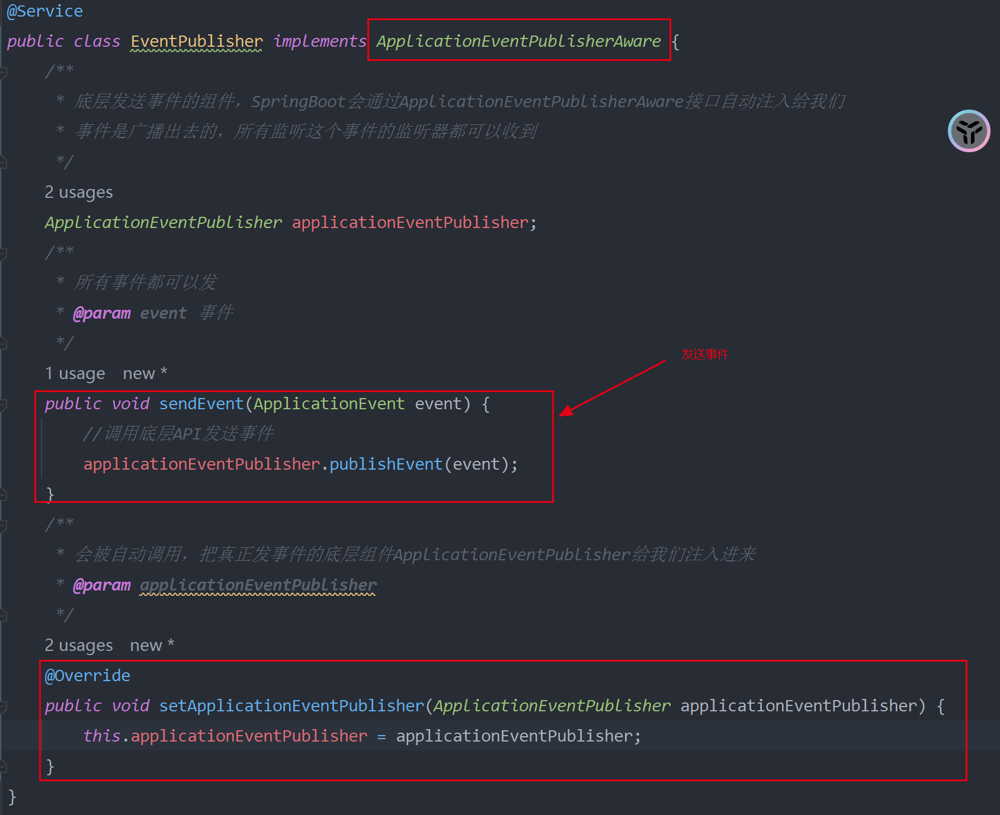 @Service
public class EventPublisher implements ApplicationEventPublisherAware {
/**
* 底层发送事件的组件，SpringBoot会通过ApplicationEventPublisherAware接口自动注入给我们
* 事件是广播出去的，所有监听这个事件的监听器都可以收到
*/
2 usages
ApplicationEventPublisher applicationEventPublisher;
/**
* 所有事件都可以发
* @param event 事件
*/
发送事件
1 usage new *
public void sendEvent(ApplicationEvent event) {
//调用底层API发送事件
applicationEventPublisher.publishEvent(event);
}
/**
* 会被自动调用，把真正发事件的底层组件ApplicationEventPublisher给我们注入进来
* @param applicationEventPublisher
*/
2 usages new *
@Override
public void setApplicationEventPublisher(ApplicationEventPublisher applicationEventPublisher) {
this.applicationEventPublisher = applicationEventPublisher;
}
}